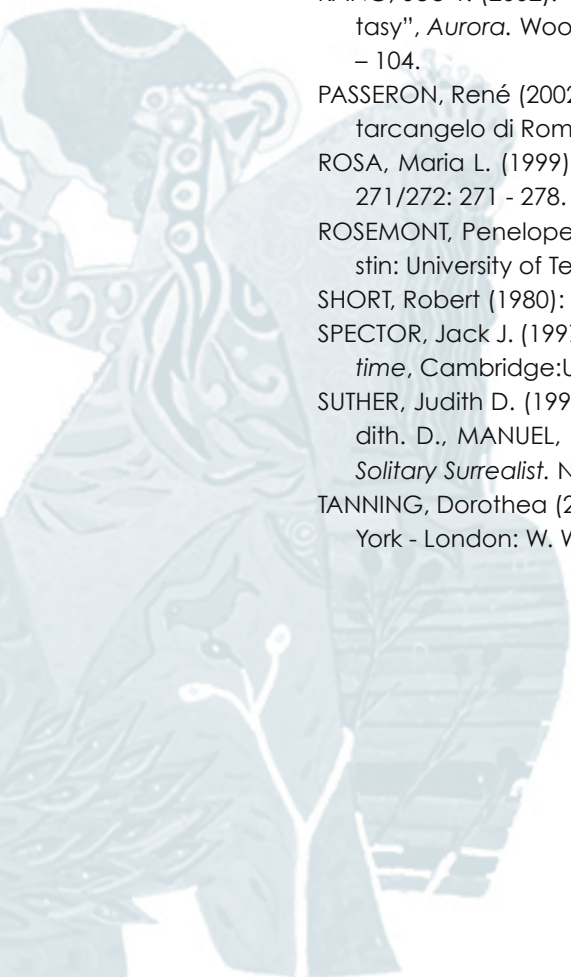 tasy", Aurora. Woo
– 104.
PASSERON, René (2002
tarcangelo di Rom
ROSA, Maria L. (1999)
271/272: 271 - 278.
ROSEMONT, Penelope
stin: University of Te
SHORT, Robert (1980):
SPECTOR, Jack J. (1997
time, Cambridge:U
SUTHER, Judith D. (199
dith. D., MANUEL,
Solitary Surrealist. N
TANNING, Dorothea (2
York - London: W. W